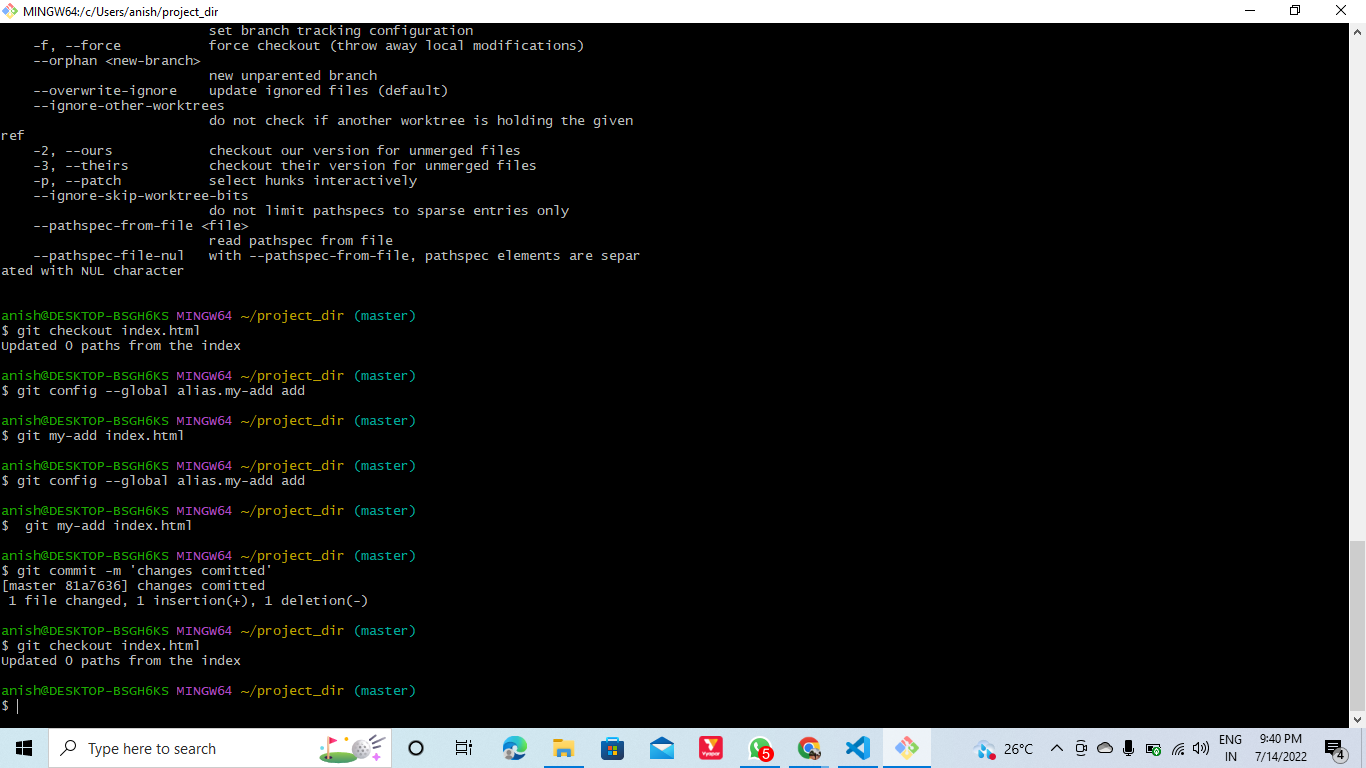 MINGW64:/c/Users/anish/project_dir
set branch tracking configuration
-f, --force           force checkout (throw away local modifications)
--orphan <new-branch>
new unparented branch
--overwrite-ignore    update ignored files (default)
--ignore-other-worktrees
do not check if another worktree is holding the given
ref
-2, --ours            checkout our version for unmerged files
-3, --theirs          checkout their version for unmerged files
-p, --patch           select hunks interactively
--ignore-skip-worktree-bits
do not limit pathspecs to sparse entries only
--pathspec-from-file <file>
read pathspec from file
--pathspec-file-nul   with --pathspec-from-file, pathspec elements are separ
ated with NUL character
anish@DESKTOP-BSGH6KS MINGW64 ~/project_dir (master)
$ git checkout index.html
Updated 0 paths from the index
anish@DESKTOP-BSGH6KS MINGW64 ~/project_dir (master)
$ git config --global alias.my-add add
anish@DESKTOP-BSGH6KS MINGW64 ~/project_dir (master)
$ git my-add index.html
anish@DESKTOP-BSGH6KS MINGW64 ~/project_dir (master)
$ git config --global alias.my-add add
anish@DESKTOP-BSGH6KS MINGW64 ~/project_dir (master)
$  git my-add index.html
anish@DESKTOP-BSGH6KS MINGW64 ~/project_dir (master)
$ git commit -m 'changes comitted'
[master 81a7636] changes comitted
1 file changed, 1 insertion(+), 1 deletion(-)
anish@DESKTOP-BSGH6KS MINGW64 ~/project_dir (master)
$ git checkout index.html
Updated 0 paths from the index
anish@DESKTOP-BSGH6KS MINGW64 ~/project_dir (master)
$
Type here to search
5
26°C
ENG
IN
9:40 PM
7/14/2022
4